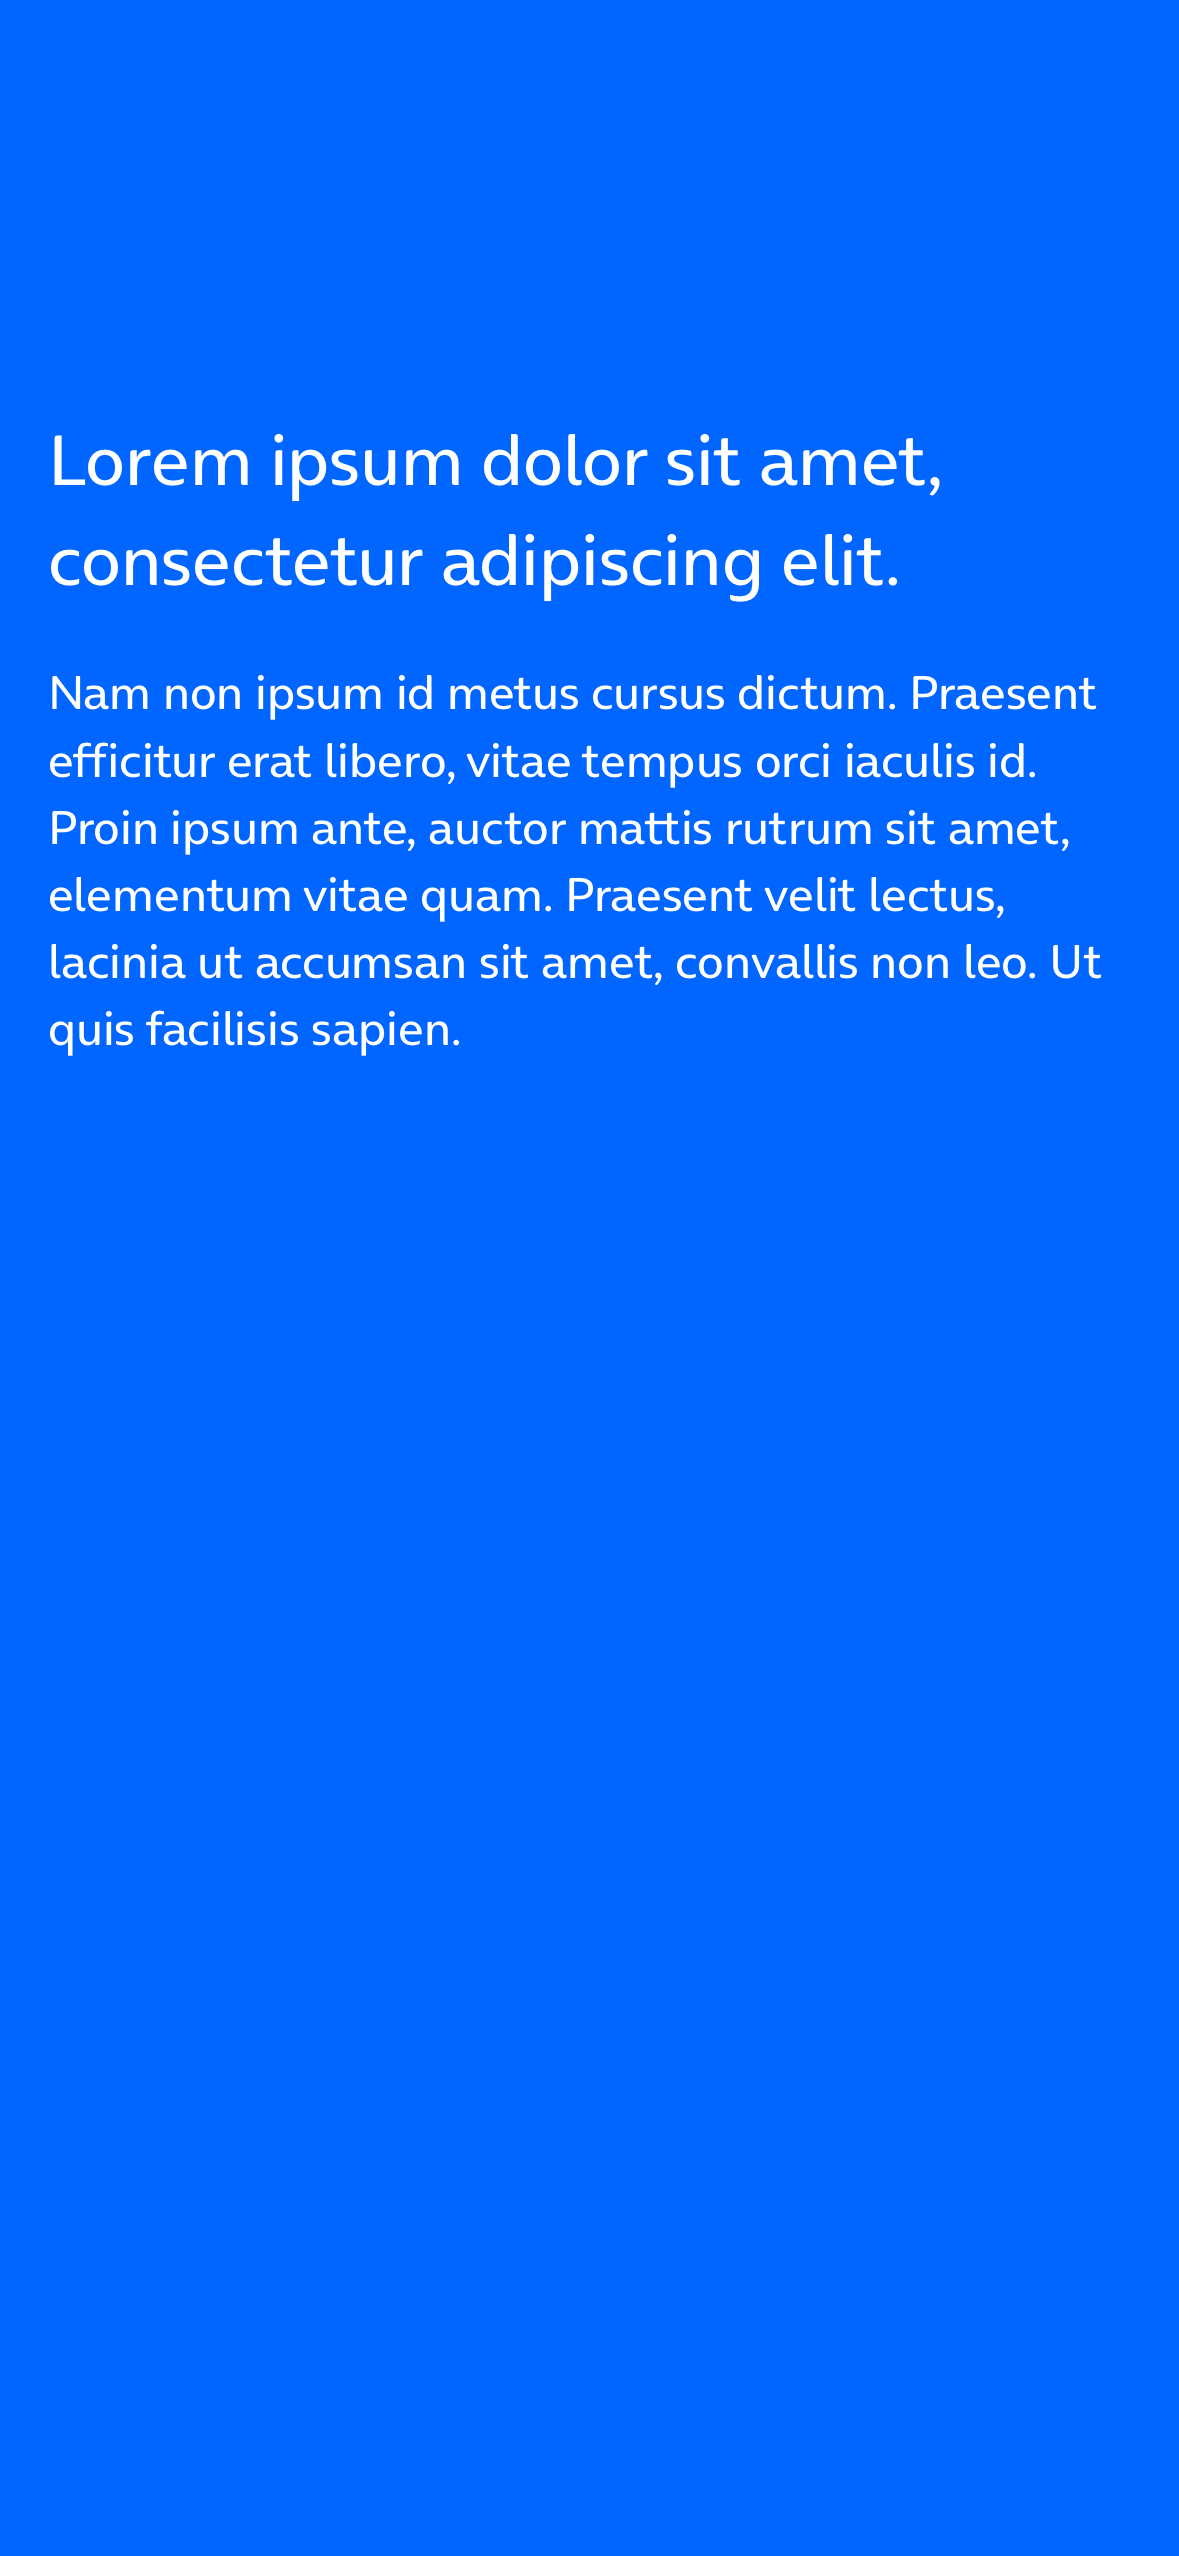 Lorem ipsum dolor sit amet,
consectetur adipiscing elit.
Nam non ipsum id metus cursus dictum. Praesent
efficitur erat libero, vitae tempus orci iaculis id.
Proin ipsum ante, auctor mattis rutrum sit amet,
elementum vitae quam. Praesent velit lectus,
lacinia ut accumsan sit amet, convallis non leo. Ut
quis facilisis sapien.